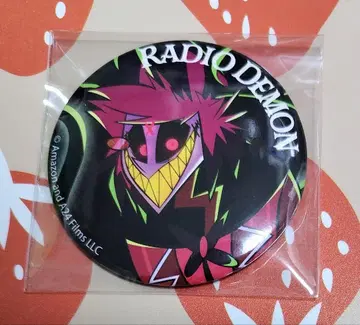 RADIO DEMON
© Amazon and A24 Films LLC